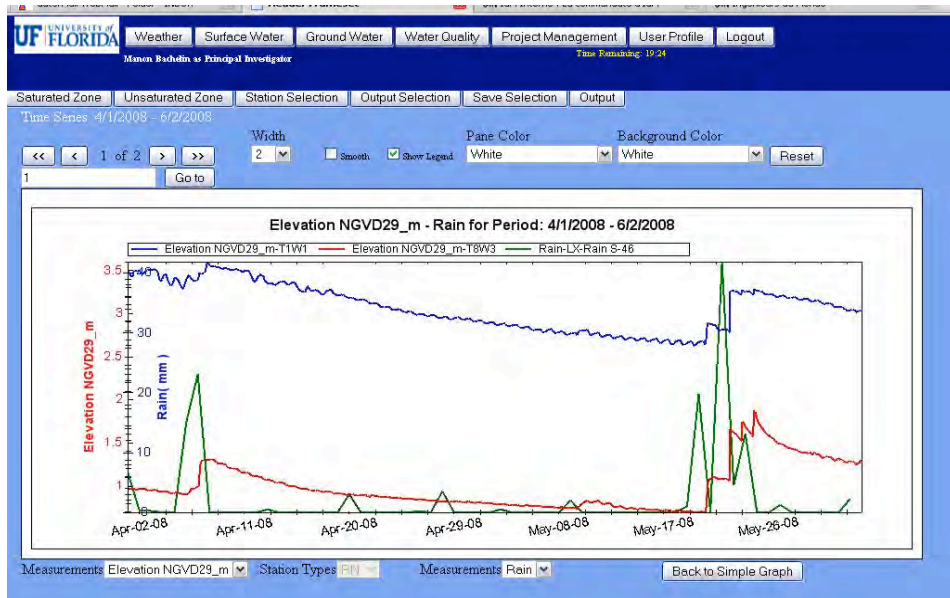 UF UNIVERSITY of FLORIDA
Weather Surface Water Ground Water Water Quality Project Management User Profile Logout
Manon Bachelin as Principal Investigator
Time Remaining: 19:24
Saturated Zone Unsaturated Zone Station Selection Output Selection Save Selection Output
Time Series 4/1/2008 - 6/2/2008
Width Pane Color Background Color
<< < 1 of 2 > >> 2 Smooth Show Legend White White Reset
1 Go to
Elevation NGVD29_m - Rain for Period: 4/1/2008 - 6/2/2008
Elevation NGVD29_m-T1W1 Elevation NGVD29_m-T8W3 Rain-LX-Rain S-46
3.5 40
3
30
2.5
2 20
1.5
10
1
0
Elevation NGVD29_m
Rain( mm )
Apr-02-08 Apr-11-08 Apr-20-08 Apr-29-08 May-08-08 May-17-08 May-26-08
Measurements Elevation NGVD29_m Station Types RN Measurements Rain Back to Simple Graph